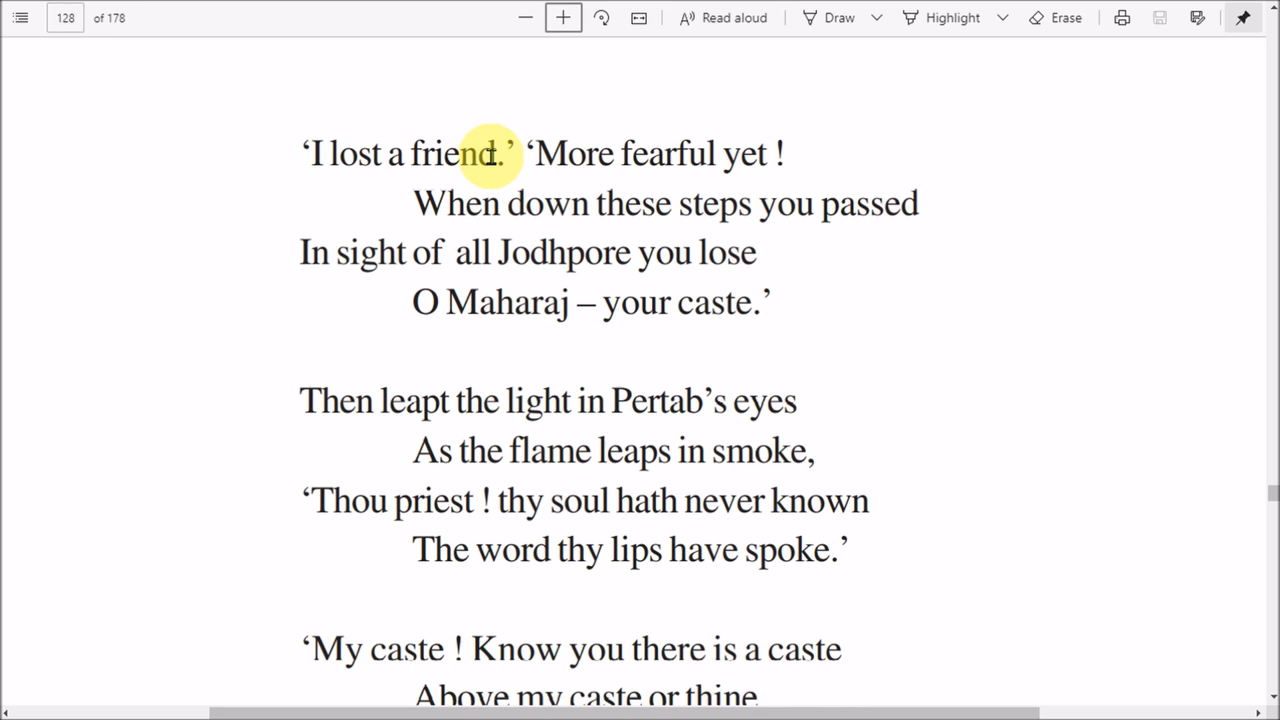 128 of 178 Read aloud Draw Highlight Erase
‘I lost a friend.’ ‘More fearful yet !
When down these steps you passed
In sight of all Jodhpore you lose
O Maharaj – your caste.’
Then leapt the light in Pertab’s eyes
As the flame leaps in smoke,
‘Thou priest ! thy soul hath never known
The word thy lips have spoke.’
‘My caste ! Know you there is a caste
Above my caste or thine